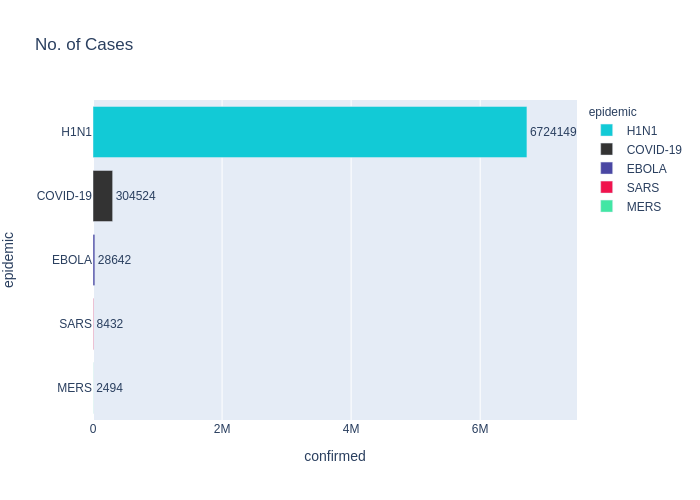 No. of Cases
epidemic
H1N1 6724149
COVID-19 304524
EBOLA 28642
SARS 8432
MERS 2494
0 2M 4M 6M
confirmed
epidemic
H1N1
COVID-19
EBOLA
SARS
MERS